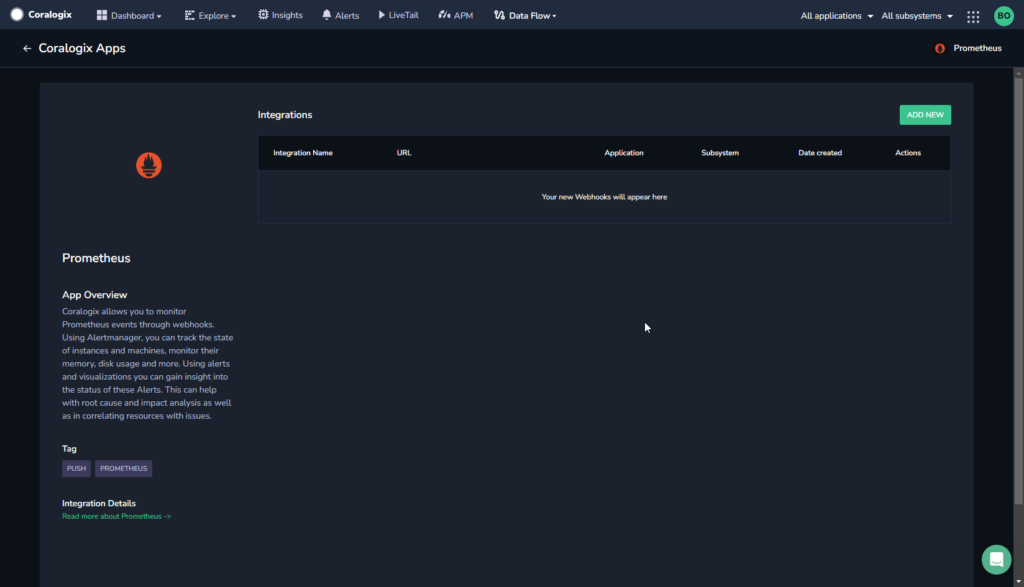 Coralogix Dashboard Explore Insights Alerts LiveTail APM Data Flow All applications All subsystems BO
Coralogix Apps Prometheus
Integrations ADD NEW
Integration Name URL Application Subsystem Date created Actions
Your new Webhooks will appear here
Prometheus
App Overview
Coralogix allows you to monitor
Prometheus events through webhooks.
Using Alertmanager, you can track the state
of instances and machines, monitor their
memory, disk usage and more. Using alerts
and visualizations you can gain insight into
the status of these Alerts. This can help
with root cause and impact analysis as well
as in correlating resources with issues.
Tag
PUSH PROMETHEUS
Integration Details
Read more about Prometheus ->